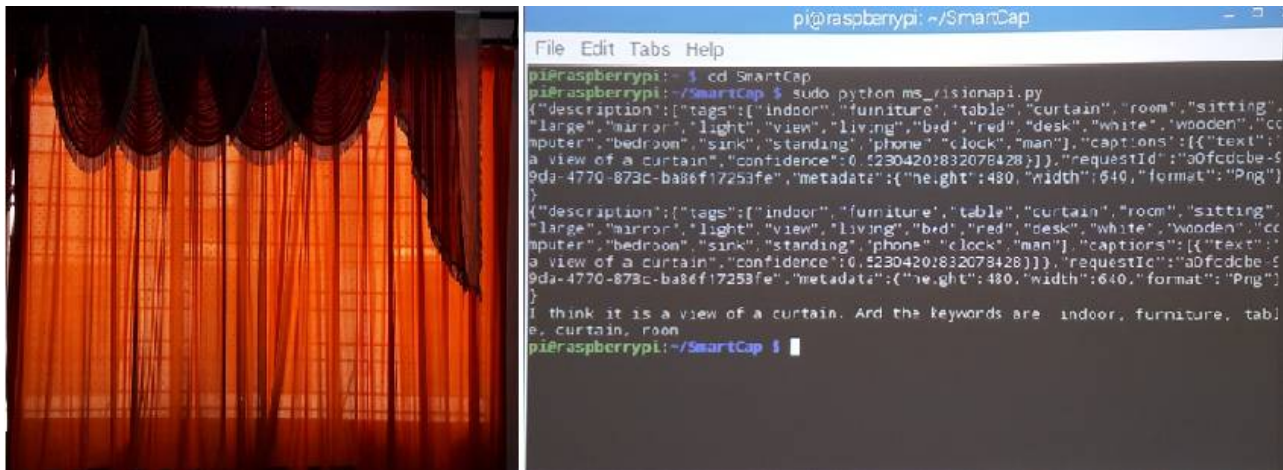 pi@raspberrypi: ~/SmartCap
File Edit Tabs Help
pi@raspberrypi:~ $ cd SmartCap
pi@raspberrypi:~/SmartCap $ sudo python ms_visionapi.py
{"description":{"tags":["indoor","furniture","table","curtain","room","sitting"
"large","mirror","light","view","living","bed","red","desk","white","wooden","co
mputer","bedroom","sink","standing","phone","clock","man"],"captions":[{"text":
a view of a curtain","confidence":0.52304202832078428}]},"requestId":
9da-4770-873c-ba86f17253fe","metadata":{"height":480,"width":640,"format":"Png"}
}
{"description":{"tags":["indoor","furniture","table","curtain","room","sitting"
"large","mirror","light","view","living","bed","red","desk","white","wooden","co
mputer","bedroom","sink","standing","phone","clock","man"],"captions":[{"text":
a view of a curtain","confidence":0.52304202832078428}]},"requestId":
9da-4770-873c-ba86f17253fe","metadata":{"height":480,"width":640,"format":"Png"}
}
I think it is a view of a curtain. And the keywords are indoor, furniture, tabl
e, curtain, room
pi@raspberrypi:~/SmartCap $